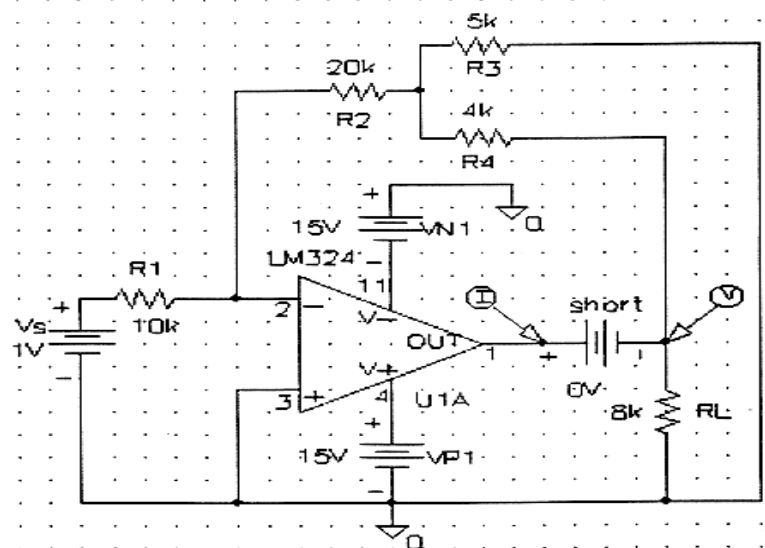 5k
R3
20k
R2
4k
R4
+
15V
VN1
-
0
LM324
R1
+
Vs
1V
-
10k
2
-
11
V-
OUT
1
V+
3
+
4
U1A
I
+
short
-
0V
V
8k
RL
+
15V
VP1
-
0